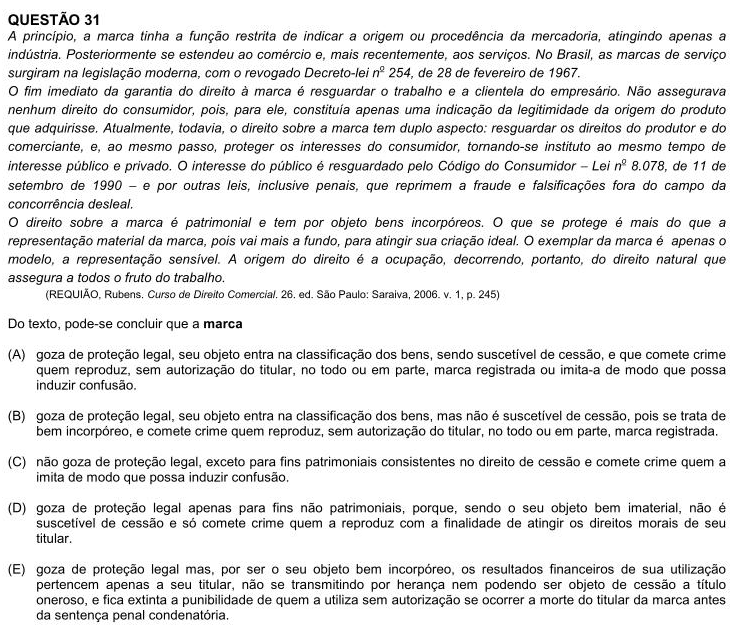 QUESTÃO 31
A princípio, a marca tinha a função restrita de indicar a origem ou procedência da mercadoria, atingindo apenas a
indústria. Posteriormente se estendeu ao comércio e, mais recentemente, aos serviços. No Brasil, as marcas de serviço
surgiram na legislação moderna, com o revogado Decreto-lei nº 254, de 28 de fevereiro de 1967.
O fim imediato da garantia do direito à marca é resguardar o trabalho e a clientela do empresário. Não assegurava
nenhum direito do consumidor, pois, para ele, constituía apenas uma indicação da legitimidade da origem do produto
que adquirisse. Atualmente, todavia, o direito sobre a marca tem duplo aspecto: resguardar os direitos do produtor e do
comerciante, e, ao mesmo passo, proteger os interesses do consumidor, tornando-se instituto ao mesmo tempo de
interesse público e privado. O interesse do público é resguardado pelo Código do Consumidor – Lei nº 8.078, de 11 de
setembro de 1990 – e por outras leis, inclusive penais, que reprimem a fraude e falsificações fora do campo da
concorrência desleal.
O direito sobre a marca é patrimonial e tem por objeto bens incorpóreos. O que se protege é mais do que a
representação material da marca, pois vai mais a fundo, para atingir sua criação ideal. O exemplar da marca é apenas o
modelo, a representação sensível. A origem do direito é a ocupação, decorrendo, portanto, do direito natural que
assegura a todos o fruto do trabalho.
(REQUIÃO, Rubens. Curso de Direito Comercial. 26. ed. São Paulo: Saraiva, 2006. v. 1, p. 245)
Do texto, pode-se concluir que a marca
(A) goza de proteção legal, seu objeto entra na classificação dos bens, sendo suscetível de cessão, e que comete crime
quem reproduz, sem autorização do titular, no todo ou em parte, marca registrada ou imita-a de modo que possa
induzir confusão.
(B) goza de proteção legal, seu objeto entra na classificação dos bens, mas não é suscetível de cessão, pois se trata de
bem incorpóreo, e comete crime quem reproduz, sem autorização do titular, no todo ou em parte, marca registrada.
(C) não goza de proteção legal, exceto para fins patrimoniais consistentes no direito de cessão e comete crime quem a
imita de modo que possa induzir confusão.
(D) goza de proteção legal apenas para fins não patrimoniais, porque, sendo o seu objeto bem imaterial, não é
suscetível de cessão e só comete crime quem a reproduz com a finalidade de atingir os direitos morais de seu
titular.
(E) goza de proteção legal mas, por ser o seu objeto bem incorpóreo, os resultados financeiros de sua utilização
pertencem apenas a seu titular, não se transmitindo por herança nem podendo ser objeto de cessão a título
oneroso, e fica extinta a punibilidade de quem a utiliza sem autorização se ocorrer a morte do titular da marca antes
da sentença penal condenatória.